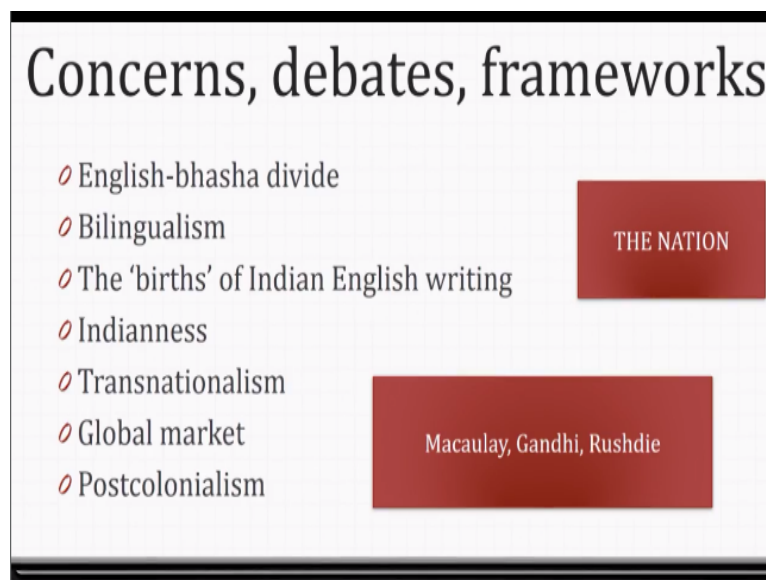 Concerns, debates, frameworks
English-bhasha divide
Bilingualism
The ‘births’ of Indian English writing
Indianness
Transnationalism
Global market
Postcolonialism
THE NATION
Macaulay, Gandhi, Rushdie